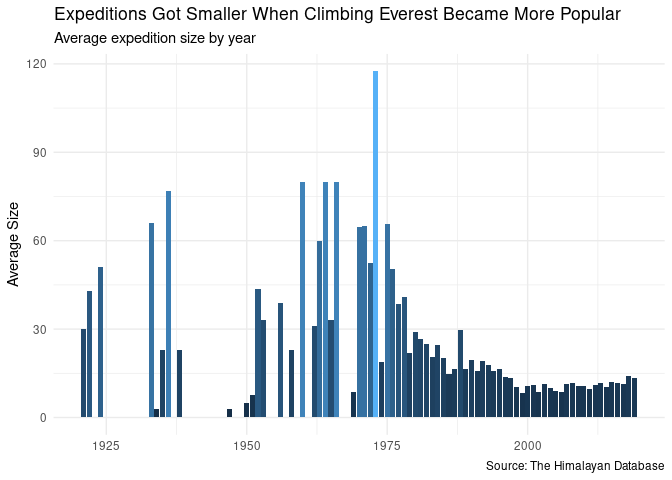 Expeditions Got Smaller When Climbing Everest Became More Popular
Average expedition size by year
120
90
60
30
0
Average Size
1925
1950
1975
2000
Source: The Himalayan Database